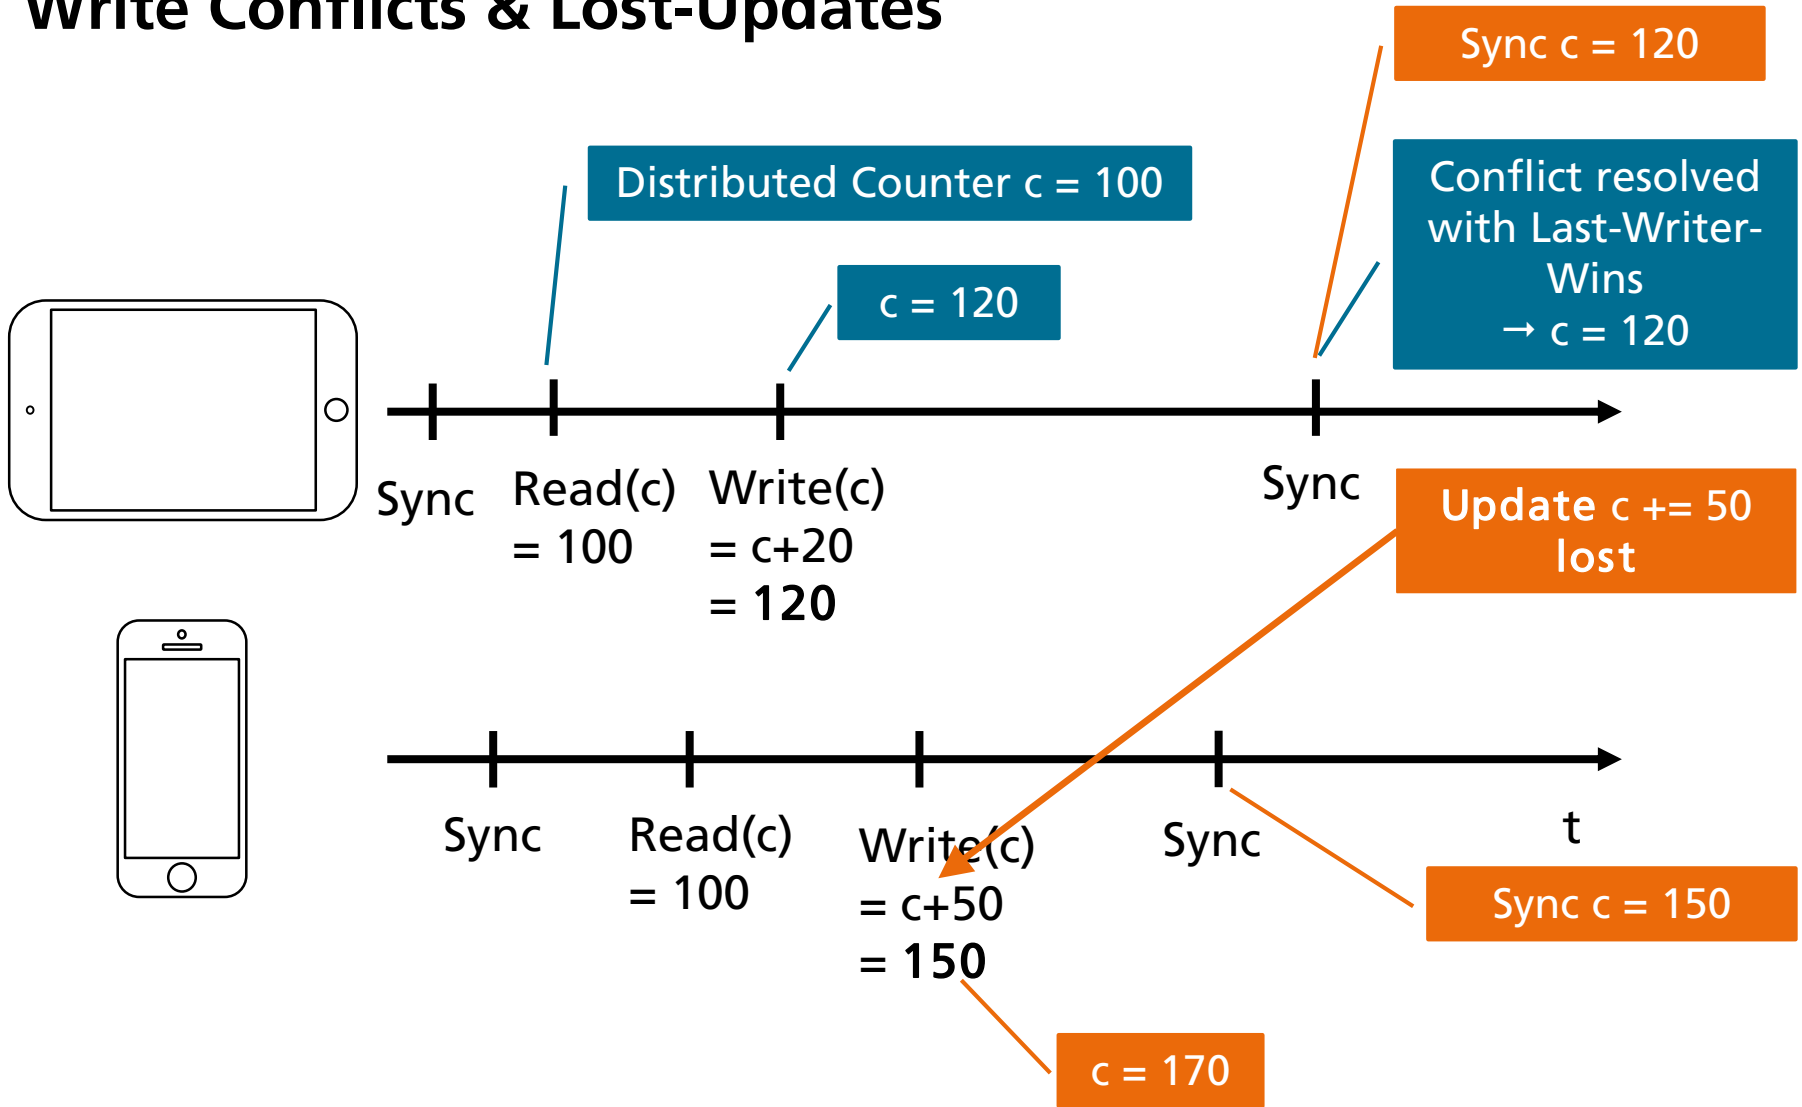 Write Conflicts & Lost-Updates
Sync c = 120
Distributed Counter c = 100
Conflict resolved
with Last-Writer-
Wins
→ c = 120
c = 120
Sync
Read(c)
= 100
Write(c)
= c+20
= 120
Sync
Update c += 50
lost
Sync
Read(c)
= 100
Write(c)
= c+50
= 150
Sync
t
Sync c = 150
c = 170